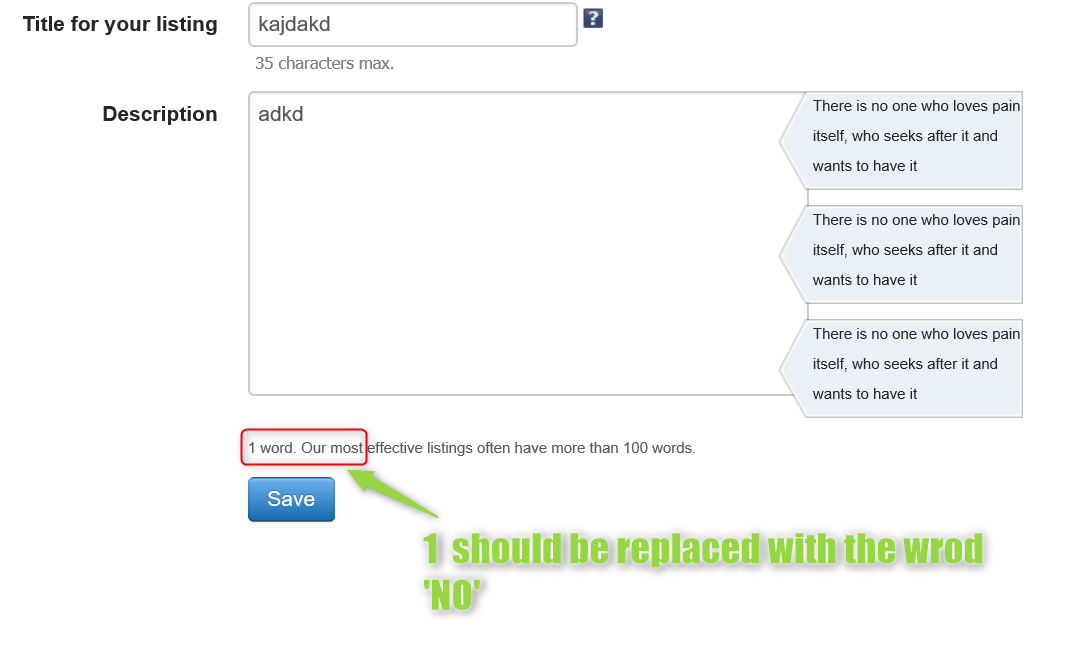 Title for your listing
kajdakd
?
35 characters max.
Description
adkd
There is no one who loves pain
itself, who seeks after it and
wants to have it
There is no one who loves pain
itself, who seeks after it and
wants to have it
There is no one who loves pain
itself, who seeks after it and
wants to have it
1 word. Our most effective listings often have more than 100 words.
Save
1 should be replaced with the wrod
'NO'